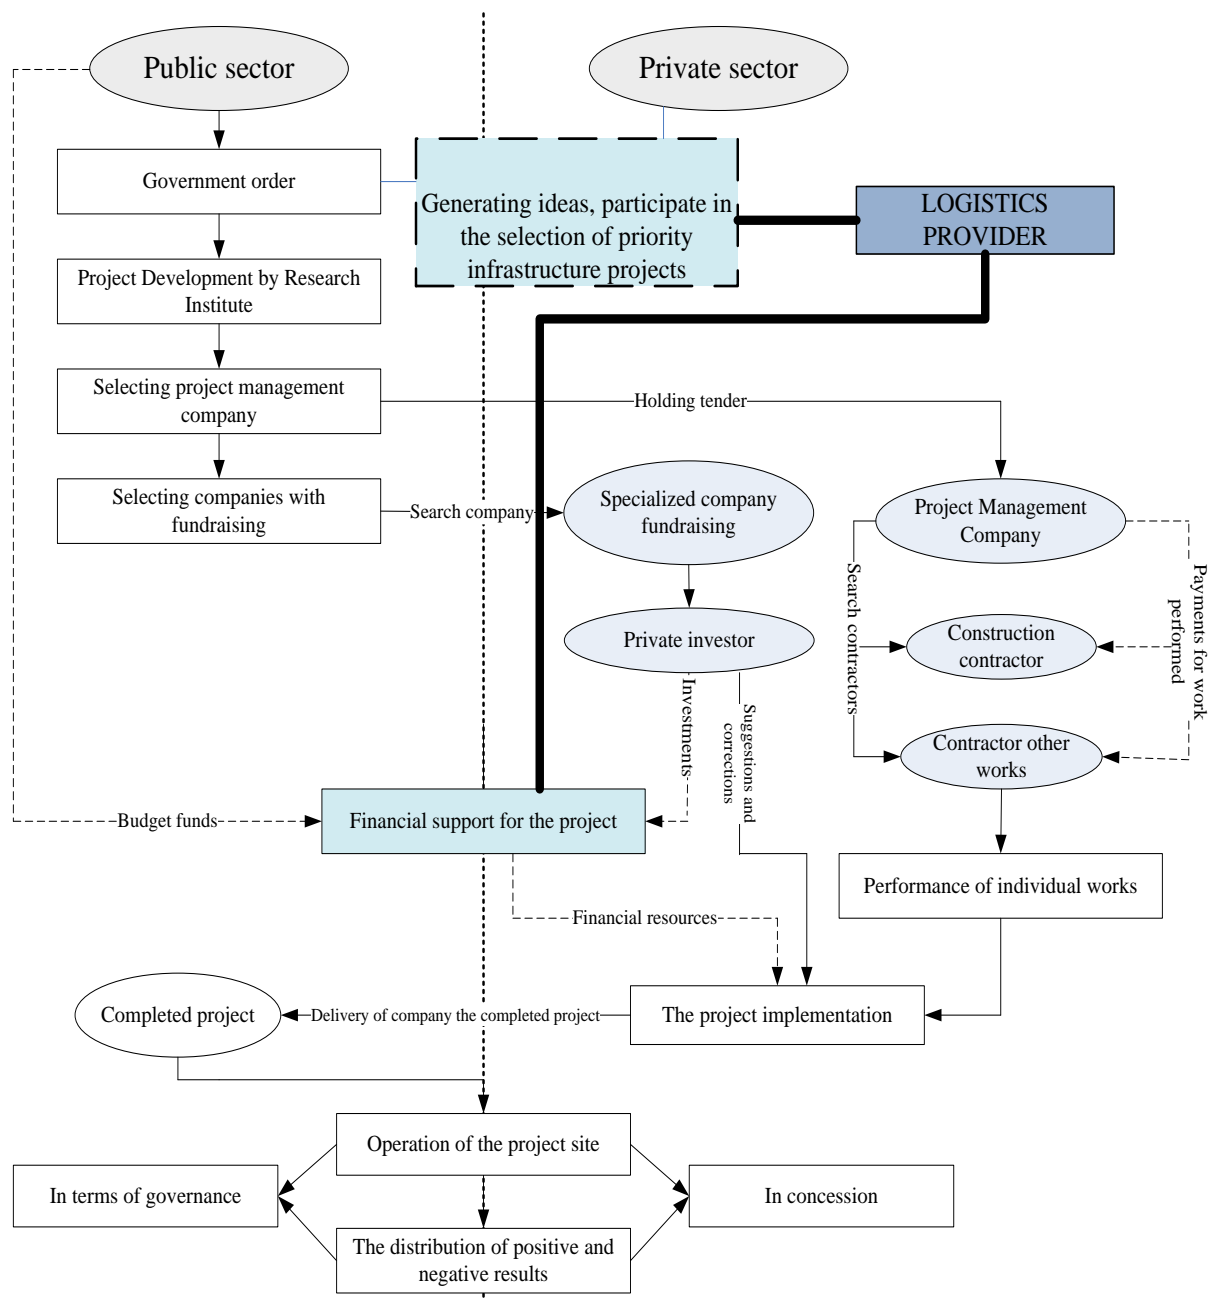 Public sector
Private sector
Government order
Generating ideas, participate in
the selection of priority
infrastructure projects
LOGISTICS
PROVIDER
Project Development by Research
Institute
Selecting project management
company
Holding tender
Selecting companies with
fundraising
Search company
Specialized company
fundraising
Project Management
Company
Search contractors
Payments for work
performed
Construction
contractor
Private investor
Investments
Suggestions and
corrections
Contractor other
works
Budget funds
Financial support for the project
Performance of individual works
Financial resources
Completed project
Delivery of company the completed project
The project implementation
Operation of the project site
In terms of governance
In concession
The distribution of positive and
negative results